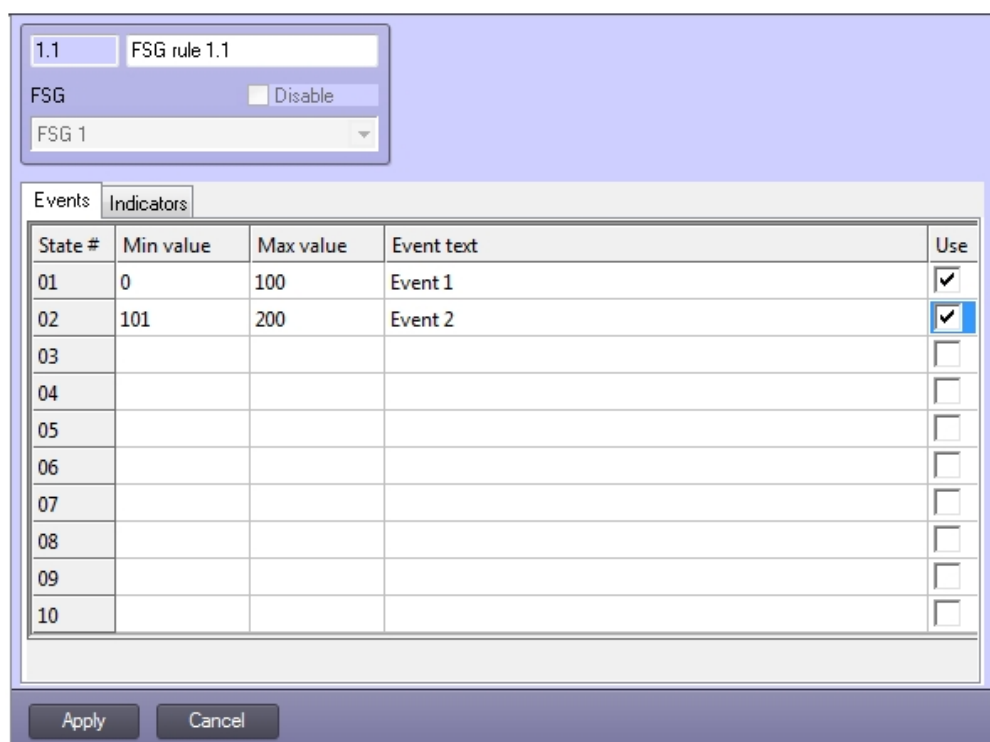 1.1 FSG rule 1.1
FSG Disable
FSG 1
Events Indicators
State # Min value Max value Event text Use
01 0 100 Event 1
02 101 200 Event 2
03
04
05
06
07
08
09
10
Apply Cancel